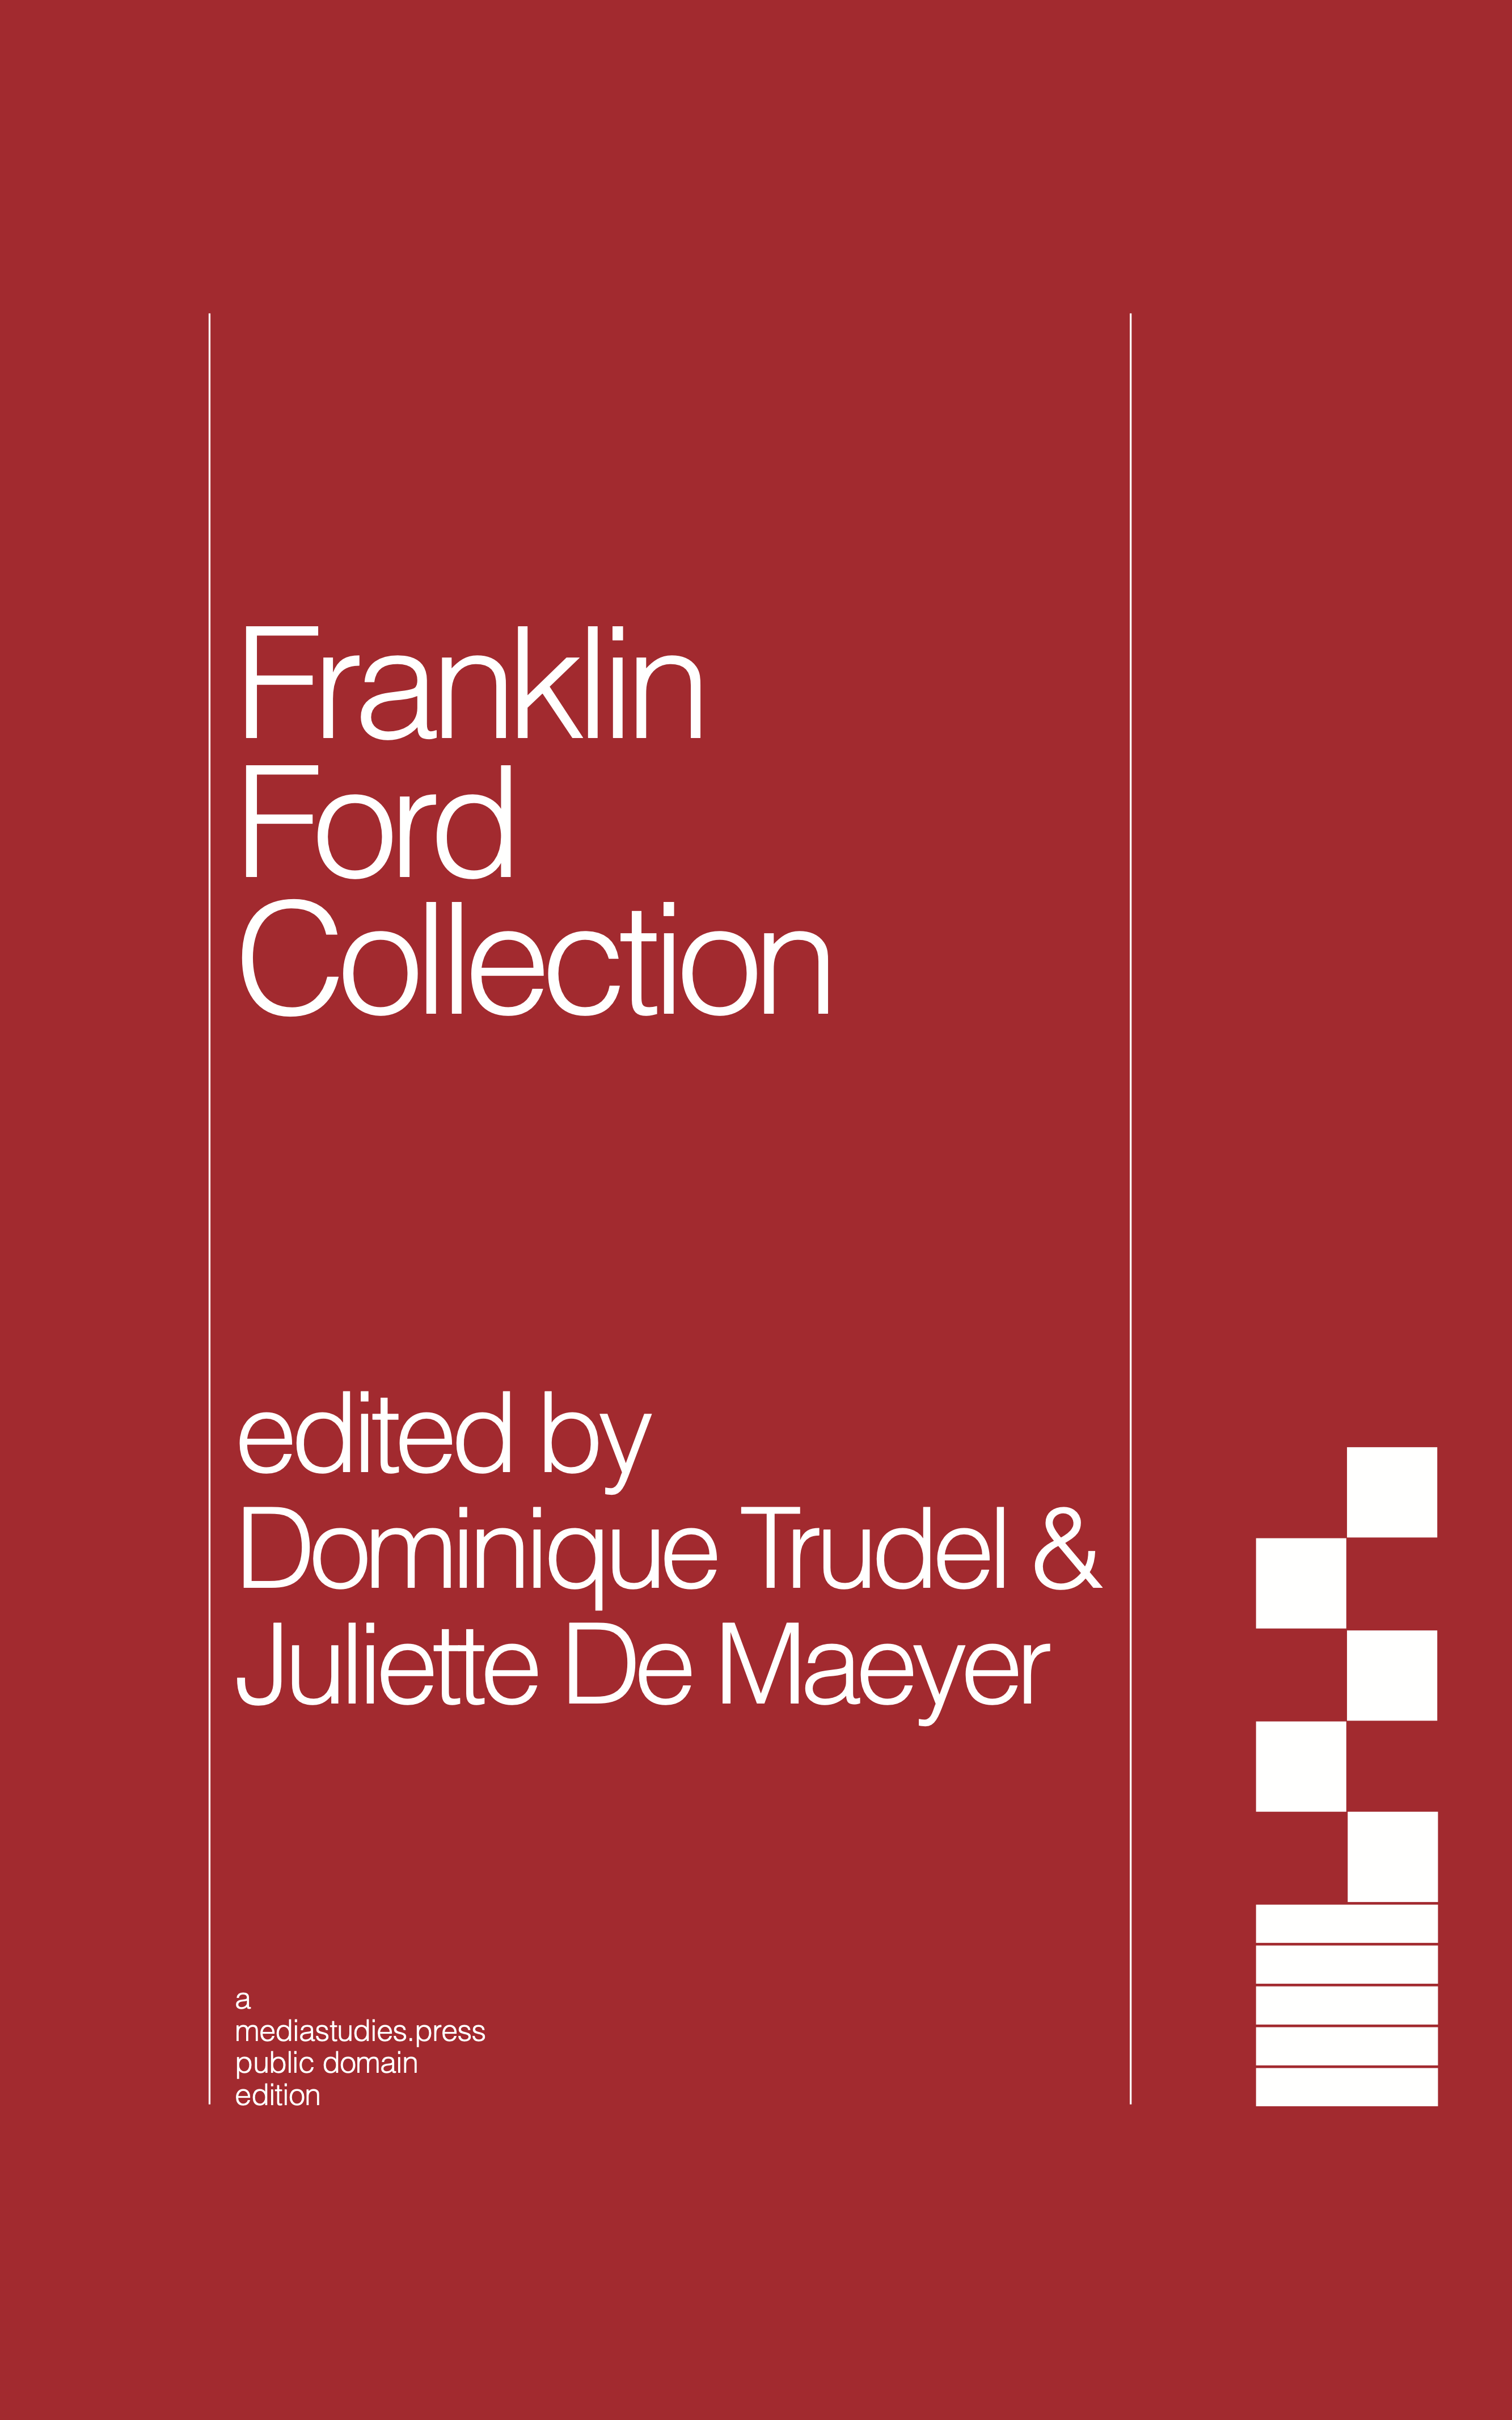 Franklin
Ford
Collection
edited by
Dominique Trudel &
Juliette De Maeyer
a
mediastudies.press
public domain
edition